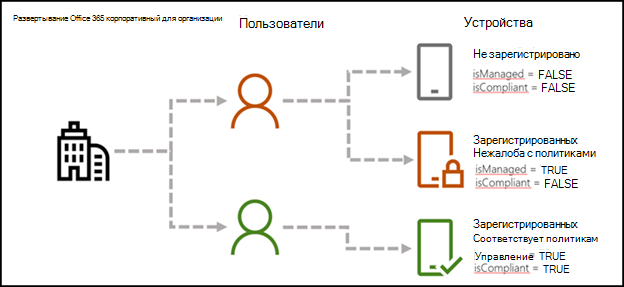 Развертывание Office 365 корпоративный для организации
Пользователи
Устройства
Не зарегистрировано
isManaged = FALSE
isCompliant = FALSE
Зарегистрированных
Нежалоба с политиками
isManaged = TRUE
isCompliant = FALSE
Зарегистрированных
Соответствует политикам
Управление = TRUE
isCompliant = TRUE